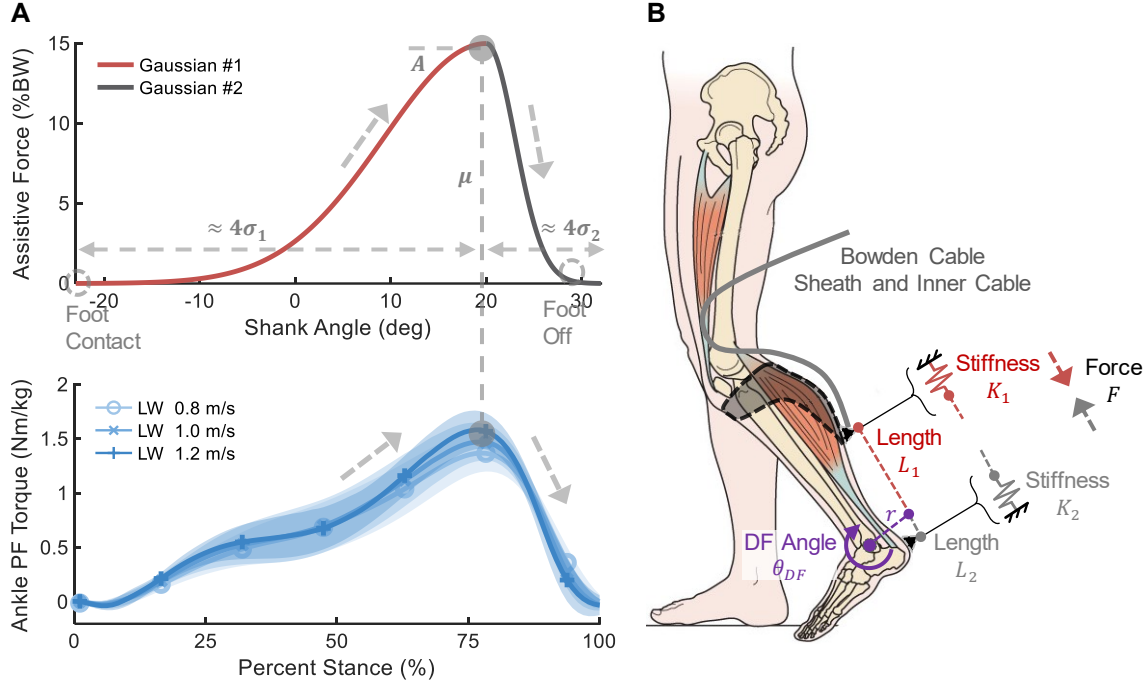 A
Assistive Force (%BW)
15
10
5
0
Gaussian #1
Gaussian #2
A
μ
≈ 4σ₁
≈ 4σ₂
-20
-10
0
10
20
30
Foot
Contact
Shank Angle (deg)
Foot
Off
Ankle PF Torque (Nm/kg)
2
1.5
1
0.5
0
LW 0.8 m/s
LW 1.0 m/s
LW 1.2 m/s
0
25
50
75
100
Percent Stance (%)
B
Bowden Cable
Sheath and Inner Cable
Stiffness
K₁
Force
F
Length
L₁
Stiffness
K₂
r
DF Angle
θ_DF
Length
L₂